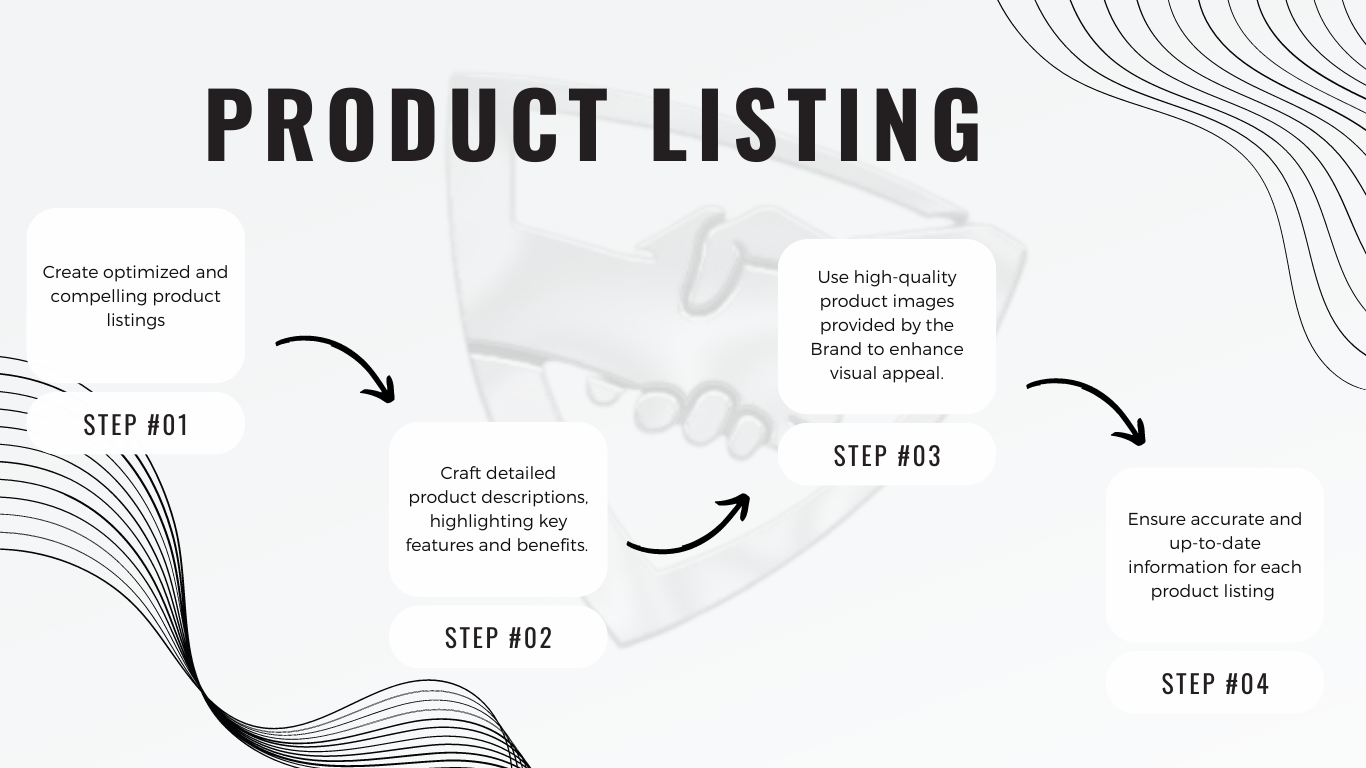 PRODUCT LISTING
Create optimized and
compelling product
listings
STEP #01
Craft detailed
product descriptions,
highlighting key
features and benefits.
STEP #02
Use high-quality
product images
provided by the
Brand to enhance
visual appeal.
STEP #03
Ensure accurate and
up-to-date
information for each
product listing
STEP #04